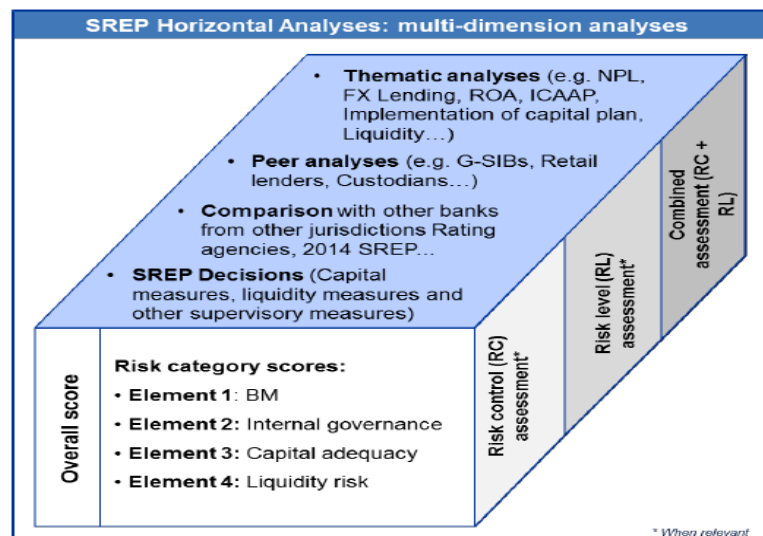 SREP Horizontal Analyses: multi-dimension analyses
• Thematic analyses (e.g. NPL,
FX Lending, ROA, ICAAP,
Implementation of capital plan,
Liquidity…)
• Peer analyses (e.g. G-SIBs, Retail
lenders, Custodians…)
• Comparison with other banks
from other jurisdictions Rating
agencies, 2014 SREP…
• SREP Decisions (Capital
measures, liquidity measures and
other supervisory measures)
Overall score
Risk category scores:
• Element 1: BM
• Element 2: Internal governance
• Element 3: Capital adequacy
• Element 4: Liquidity risk
Risk control (RC)
assessment*
Risk level (RL)
assessment*
Combined
assessment (RC +
RL)
* When relevant